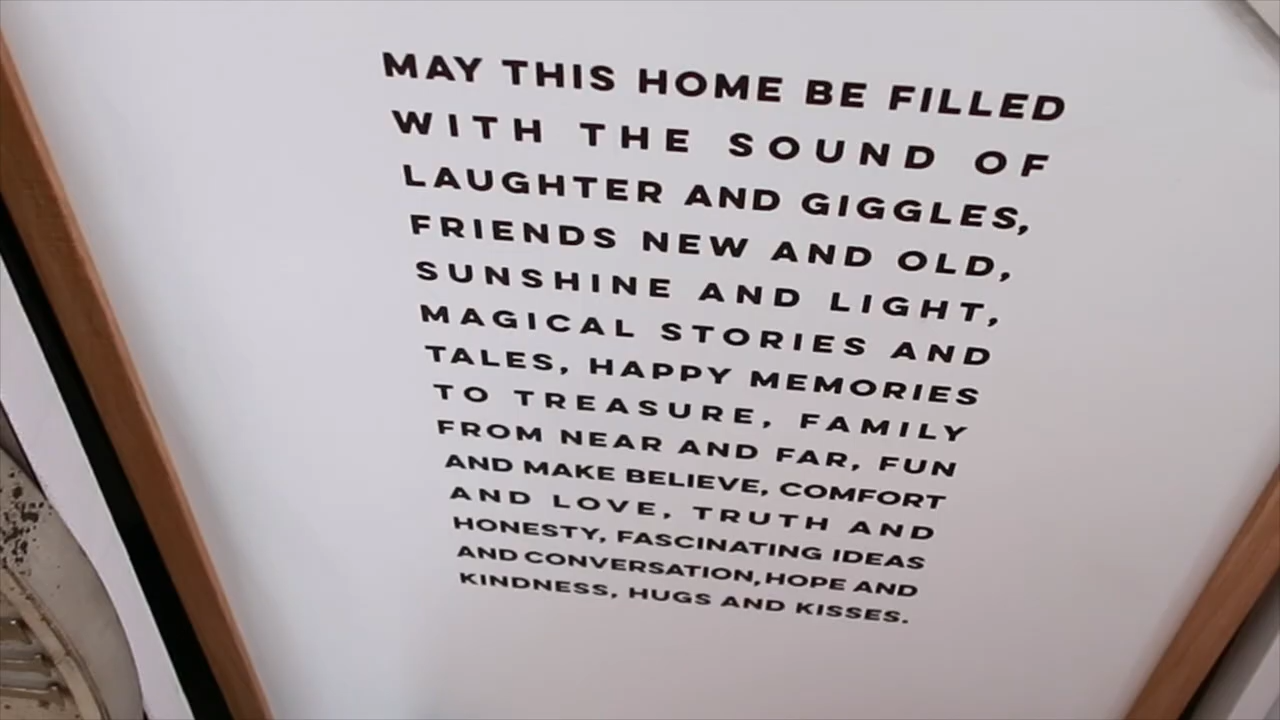 MAY THIS HOME BE FILLED
WITH THE SOUND OF
LAUGHTER AND GIGGLES,
FRIENDS NEW AND OLD,
SUNSHINE AND LIGHT,
MAGICAL STORIES AND
TALES, HAPPY MEMORIES
TO TREASURE, FAMILY
FROM NEAR AND FAR, FUN
AND MAKE BELIEVE, COMFORT
AND LOVE, TRUTH AND
HONESTY, FASCINATING IDEAS
AND CONVERSATION, HOPE AND
KINDNESS, HUGS AND KISSES.